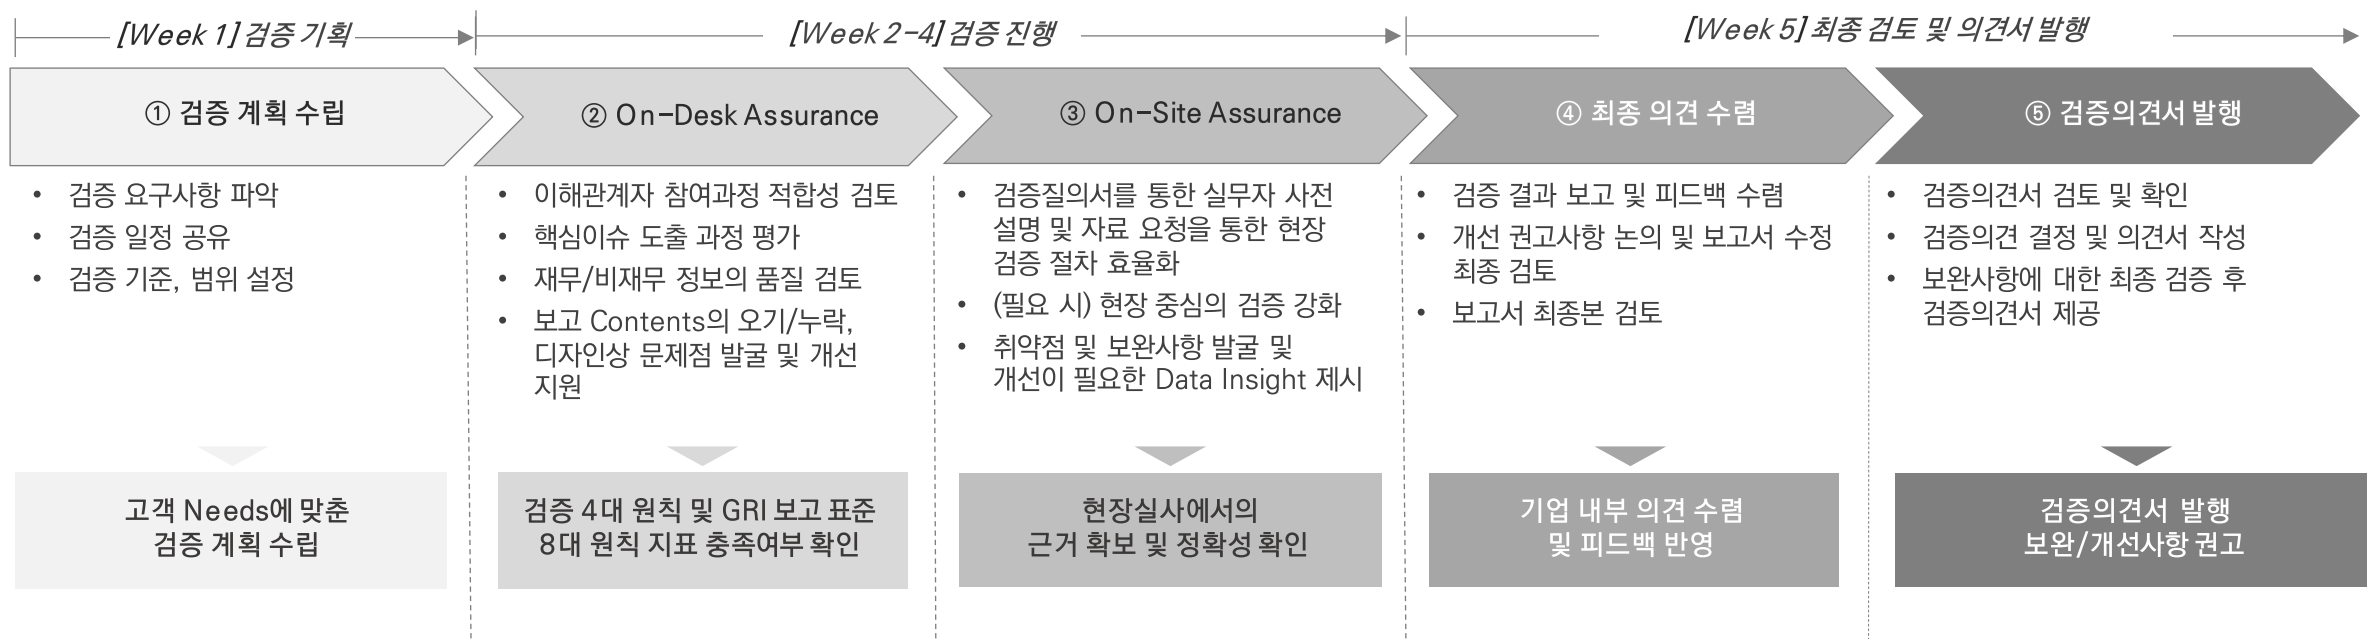 [Week 1] 검증 기획
[Week 2-4] 검증 진행
[Week 5] 최종 검토 및 의견서 발행
① 검증 계획 수립
② On-Desk Assurance
③ On-Site Assurance
④ 최종 의견 수렴
⑤ 검증의견서 발행
• 검증 요구사항 파악
• 검증 일정 공유
• 검증 기준, 범위 설정
• 이해관계자 참여과정 적합성 검토
• 핵심이슈 도출 과정 평가
• 재무/비재무 정보의 품질 검토
• 보고 Contents의 오기/누락,
디자인상 문제점 발굴 및 개선
지원
• 검증질의서를 통한 실무자 사전
설명 및 자료 요청을 통한 현장
검증 절차 효율화
• (필요 시) 현장 중심의 검증 강화
• 취약점 및 보완사항 발굴 및
개선이 필요한 Data Insight 제시
• 검증 결과 보고 및 피드백 수렴
• 개선 권고사항 논의 및 보고서 수정
최종 검토
• 보고서 최종본 검토
• 검증의견서 검토 및 확인
• 검증의견 결정 및 의견서 작성
• 보완사항에 대한 최종 검증 후
검증의견서 제공
고객 Needs에 맞춘
검증 계획 수립
검증 4대 원칙 및 GRI 보고 표준
8대 원칙 지표 충족여부 확인
현장실사에서의
근거 확보 및 정확성 확인
기업 내부 의견 수렴
및 피드백 반영
검증의견서 발행
보완/개선사항 권고